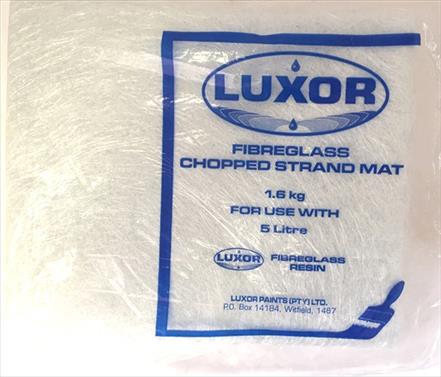 LUXOR
FIBREGLASS
CHOPPED STRAND MAT
1.6 kg
FOR USE WITH
5 Litre
LUXOR FIBREGLASS
RESIN
LUXOR PAINTS (PTY) LTD.
P.O. Box 14184, Witfield, 1467